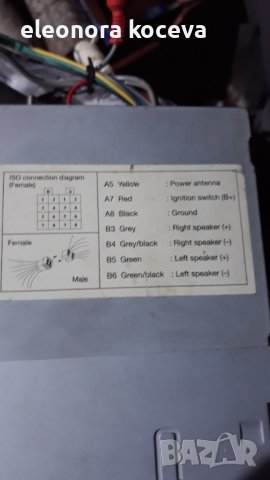 eleonora koceva
ISO connection diagram
(Female)
B A
A5 Yellow : Power antenna
A7 Red : Ignition switch (B+)
A8 Black : Ground
B3 Grey : Right speaker (+)
B4 Grey/black : Right speaker (–)
B5 Green : Left speaker (+)
B6 Green/black : Left speaker (–)
Female
Male
BAZAR